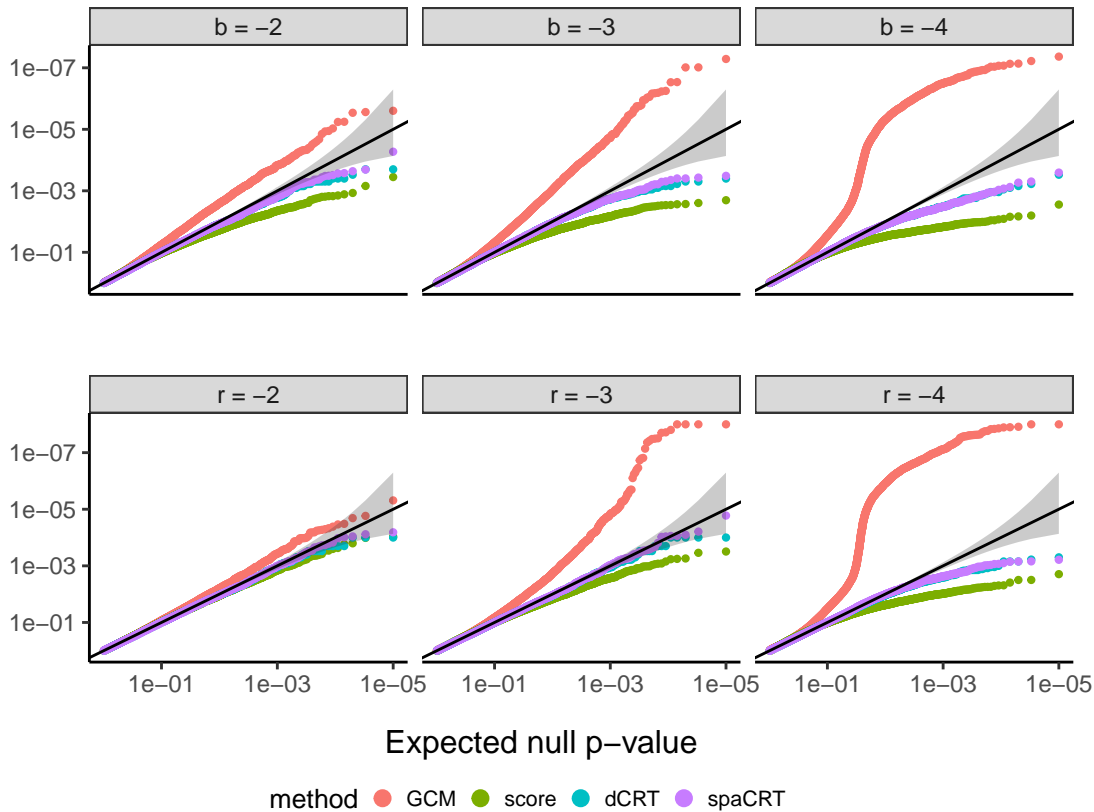 b = −2 b = −3 b = −4
1e−07
1e−05
1e−03
1e−01
r = −2 r = −3 r = −4
1e−07
1e−05
1e−03
1e−01
1e−01 1e−03 1e−05 1e−01 1e−03 1e−05 1e−01 1e−03 1e−05
Expected null p−value
method GCM score dCRT spaCRT